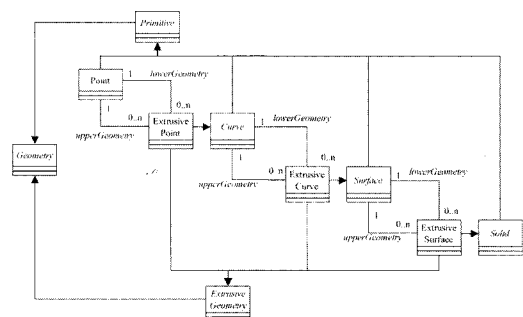 Primitive
Point
1
lowerGeometry
1
0..n
0..n
upperGeometry
Extrusive
Point
Curve
1
lowerGeometry
1
0..n
0..n
upperGeometry
Extrusive
Curve
Surface
1
lowerGeometry
1
0..n
0..n
upperGeometry
Extrusive
Surface
Solid
Geometry
Extrusive
Geometry